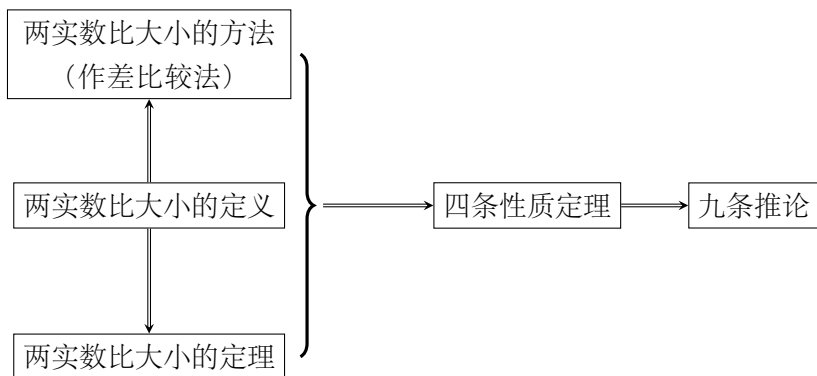 两实数比大小的方法
（作差比较法）
两实数比大小的定义
四条性质定理
九条推论
两实数比大小的定理